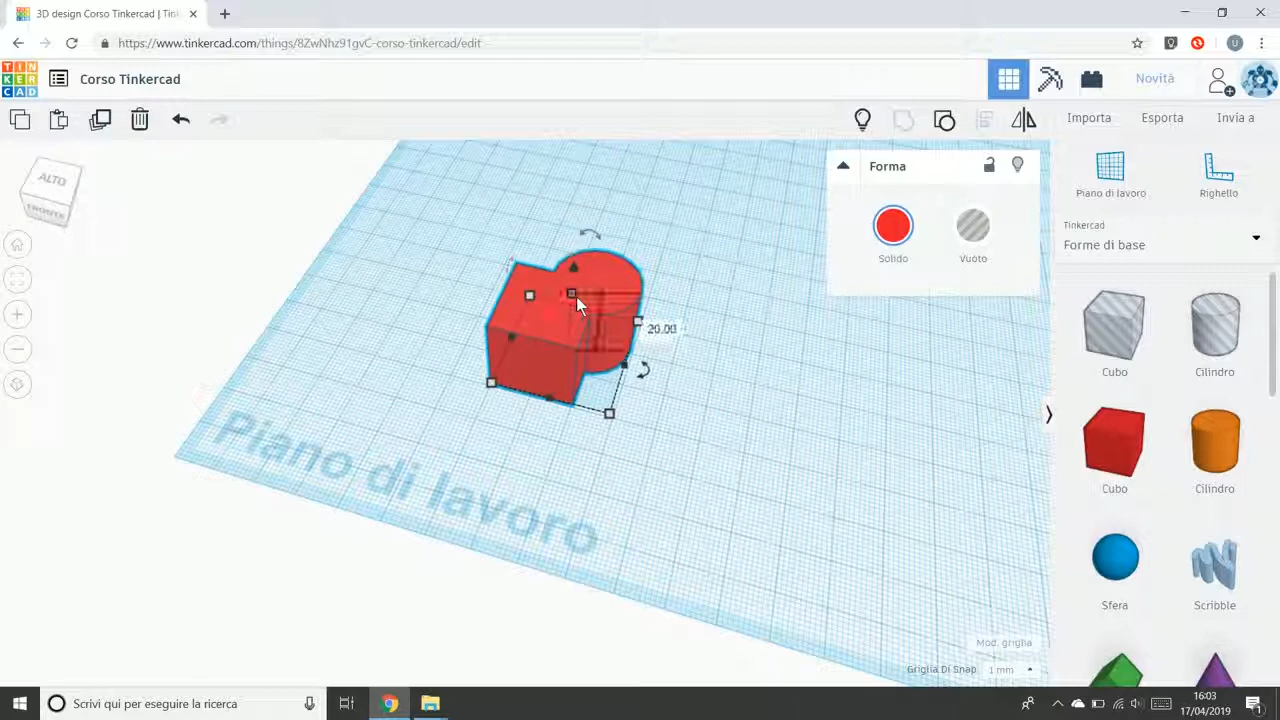 3D design Corso Tinkercad | Tin
https://www.tinkercad.com/things/8ZwNhz91gvC-corso-tinkercad/edit
U
TIN
KER
CAD
Corso Tinkercad
Novità
Importa
Esporta
Invia a
ALTO
FRONTE
Forma
Solido
Vuoto
Piano di lavoro
Righello
Tinkercad
Forme di base
20.00
Cubo
Cilindro
Cubo
Cilindro
Sfera
Scribble
Piano di lavoro
Mod. griglia
Griglia Di Snap
1 mm
Scrivi qui per eseguire la ricerca
16:03
17/04/2019
1